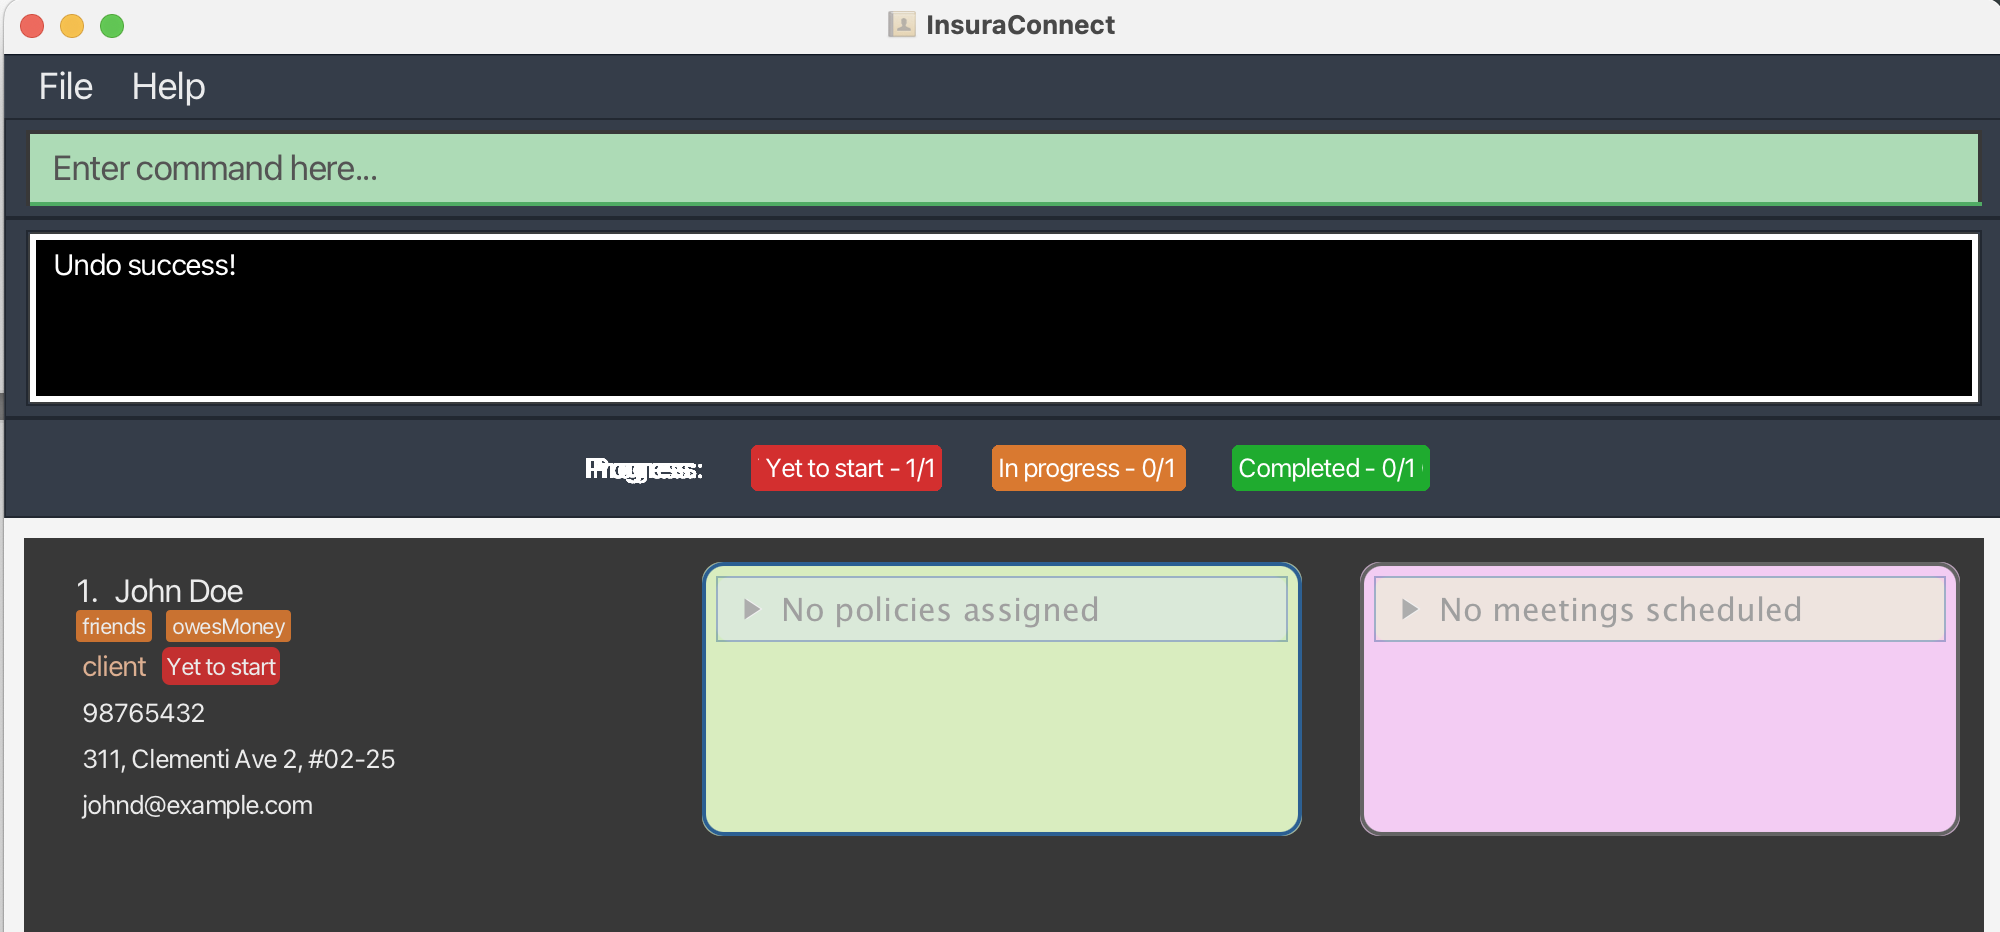 InsuraConnect
File Help
Enter command here...
Undo success!
Yet to start - 1/1 In progress - 0/1 Completed - 0/1
1. John Doe
friends owesMoney
client Yet to start
98765432
311, Clementi Ave 2, #02-25
johnd@example.com
No policies assigned
No meetings scheduled